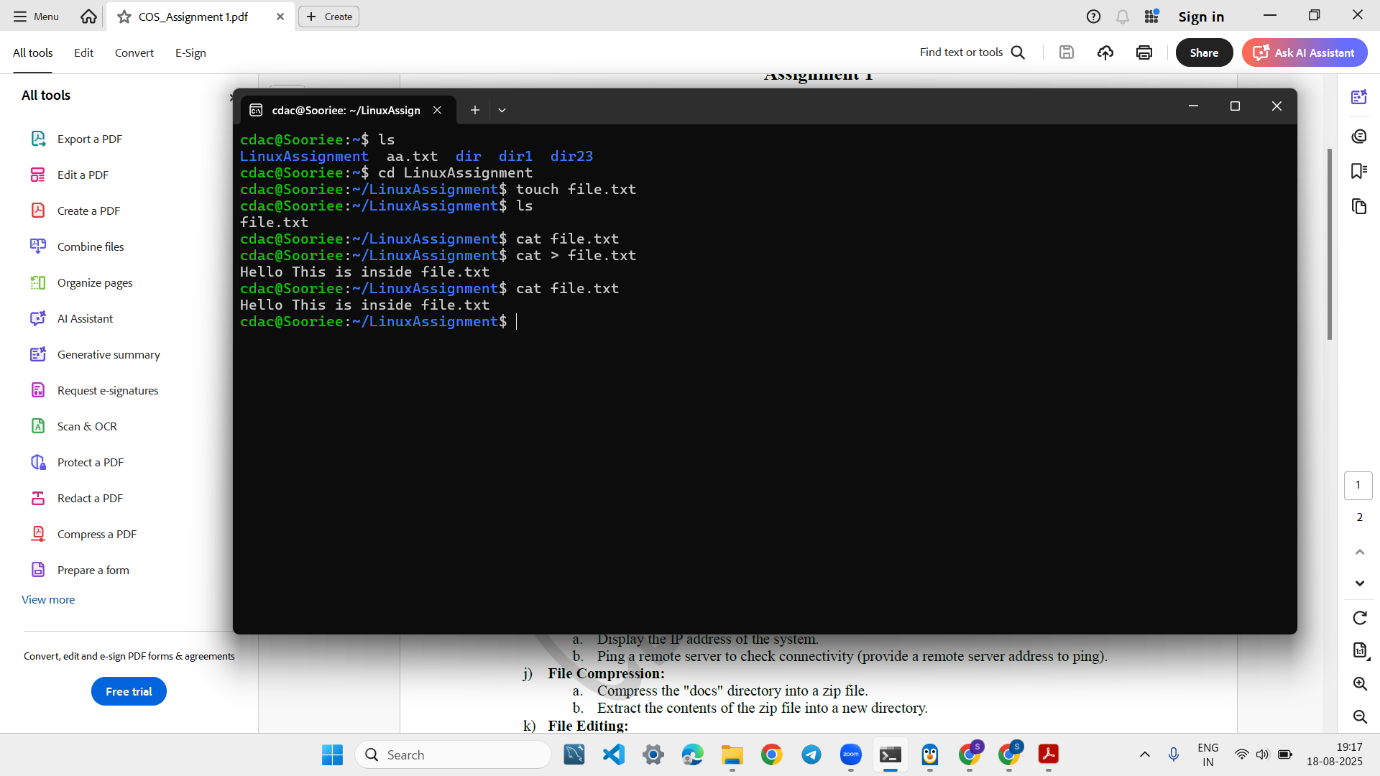 Menu
COS_Assignment 1.pdf
Create
Sign in
All tools
Edit
Convert
E-Sign
Find text or tools
Share
Ask AI Assistant
All tools
Export a PDF
Edit a PDF
Create a PDF
Combine files
Organize pages
AI Assistant
Generative summary
Request e-signatures
Scan & OCR
Protect a PDF
Redact a PDF
Compress a PDF
Prepare a form
View more
Convert, edit and e-sign PDF forms & agreements
Free trial
Assignment 1
cdac@Sooriee: ~/LinuxAssign
cdac@Sooriee:~$ ls
LinuxAssignment aa.txt dir dir1 dir23
cdac@Sooriee:~$ cd LinuxAssignment
cdac@Sooriee:~/LinuxAssignment$ touch file.txt
cdac@Sooriee:~/LinuxAssignment$ ls
file.txt
cdac@Sooriee:~/LinuxAssignment$ cat file.txt
cdac@Sooriee:~/LinuxAssignment$ cat > file.txt
Hello This is inside file.txt
cdac@Sooriee:~/LinuxAssignment$ cat file.txt
Hello This is inside file.txt
cdac@Sooriee:~/LinuxAssignment$
a. Display the IP address of the system.
b. Ping a remote server to check connectivity (provide a remote server address to ping).
j) File Compression:
a. Compress the "docs" directory into a zip file.
b. Extract the contents of the zip file into a new directory.
k) File Editing:
1
2
Search
zoom
S
S
ENG
IN
19:17
18-08-2025